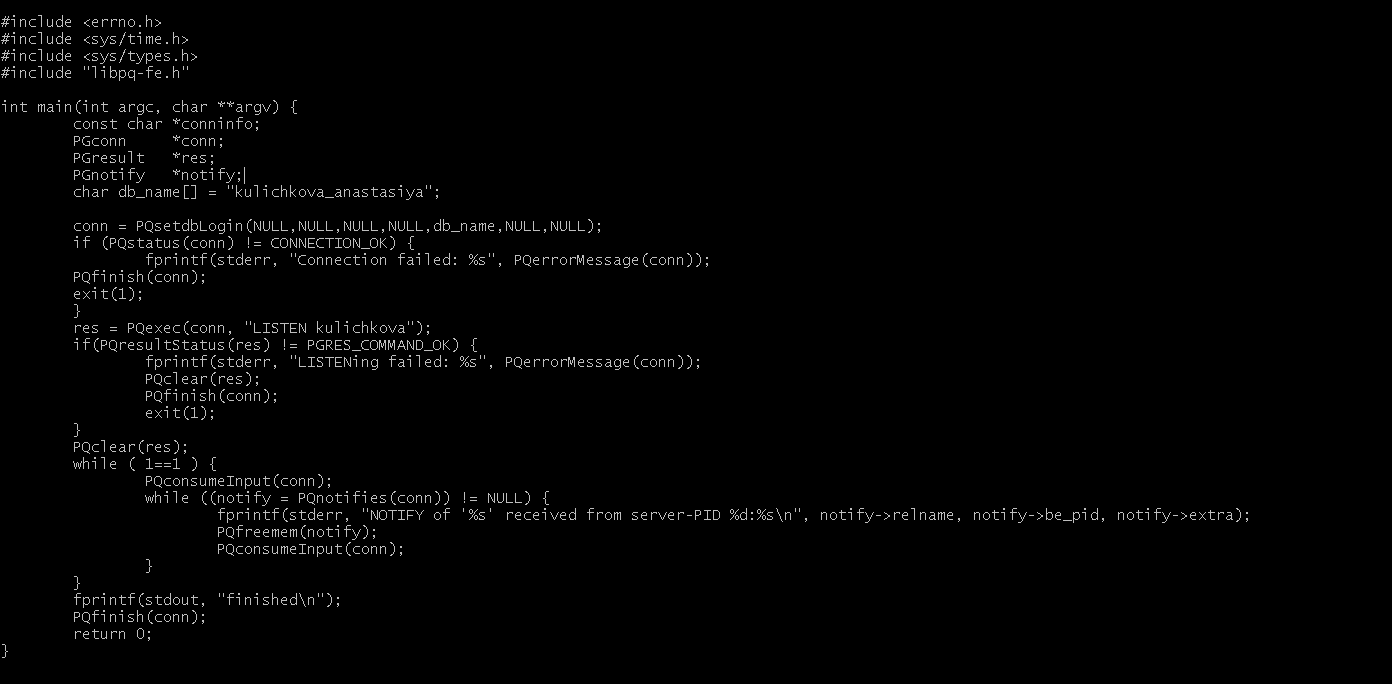 #include <errno.h>
#include <sys/time.h>
#include <sys/types.h>
#include "libpq-fe.h"

int main(int argc, char **argv) {
        const char *conninfo;
        PGconn     *conn;
        PGresult   *res;
        PGnotify   *notify;
        char db_name[] = "kulichkova_anastasiya";

        conn = PQsetdbLogin(NULL,NULL,NULL,NULL,db_name,NULL,NULL);
        if (PQstatus(conn) != CONNECTION_OK) {
                fprintf(stderr, "Connection failed: %s", PQerrorMessage(conn));
        PQfinish(conn);
        exit(1);
        }
        res = PQexec(conn, "LISTEN kulichkova");
        if(PQresultStatus(res) != PGRES_COMMAND_OK) {
                fprintf(stderr, "LISTENing failed: %s", PQerrorMessage(conn));
                PQclear(res);
                PQfinish(conn);
                exit(1);
        }
        PQclear(res);
        while ( 1==1 ) {
                PQconsumeInput(conn);
                while ((notify = PQnotifies(conn)) != NULL) {
                        fprintf(stderr, "NOTIFY of '%s' received from server-PID %d:%s\n", notify->relname, notify->be_pid, notify->extra);
                        PQfreemem(notify);
                        PQconsumeInput(conn);
                }
        }
        fprintf(stdout, "finished\n");
        PQfinish(conn);
        return 0;
}